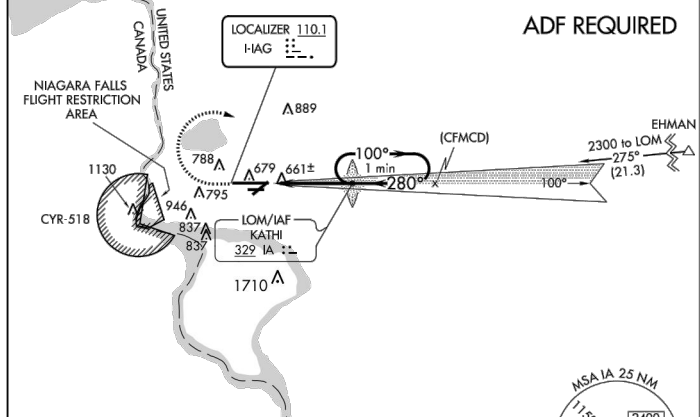 ADF REQUIRED
UNITED STATES
CANADA
LOCALIZER 110.1
I-IAG
NIAGARA FALLS
FLIGHT RESTRICTION
AREA
889
(CFMCD)
EHMAN
2300 to LOM
275°
(21.3)
100°
1 min
280°
100°
788
679
661±
795
1130
CYR-518
946
837
837
LOM/IAF
KATHI
329 IA
1710
MSA IA 25 NM